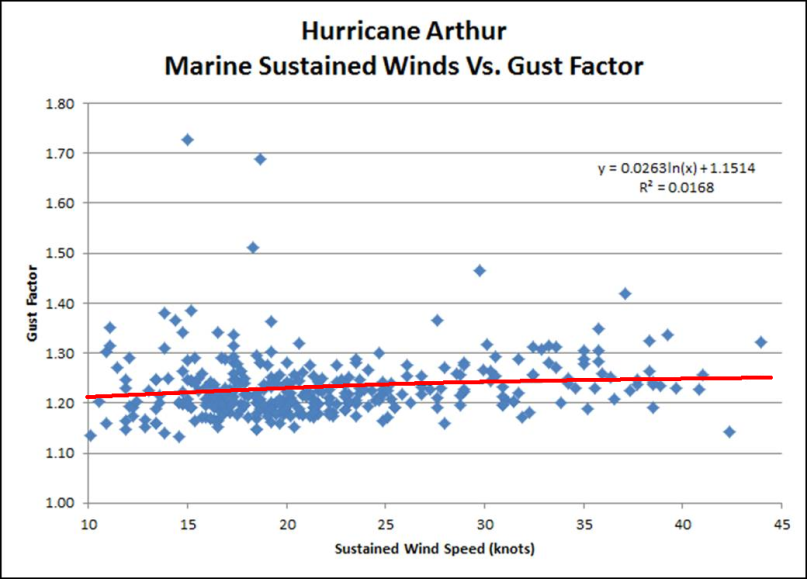 Hurricane Arthur
Marine Sustained Winds Vs. Gust Factor
1.80
1.70
1.60
1.50
1.40
1.30
1.20
1.10
1.00
Gust Factor
y = 0.0263ln(x) + 1.1514
R² = 0.0168
10 15 20 25 30 35 40 45
Sustained Wind Speed (knots)